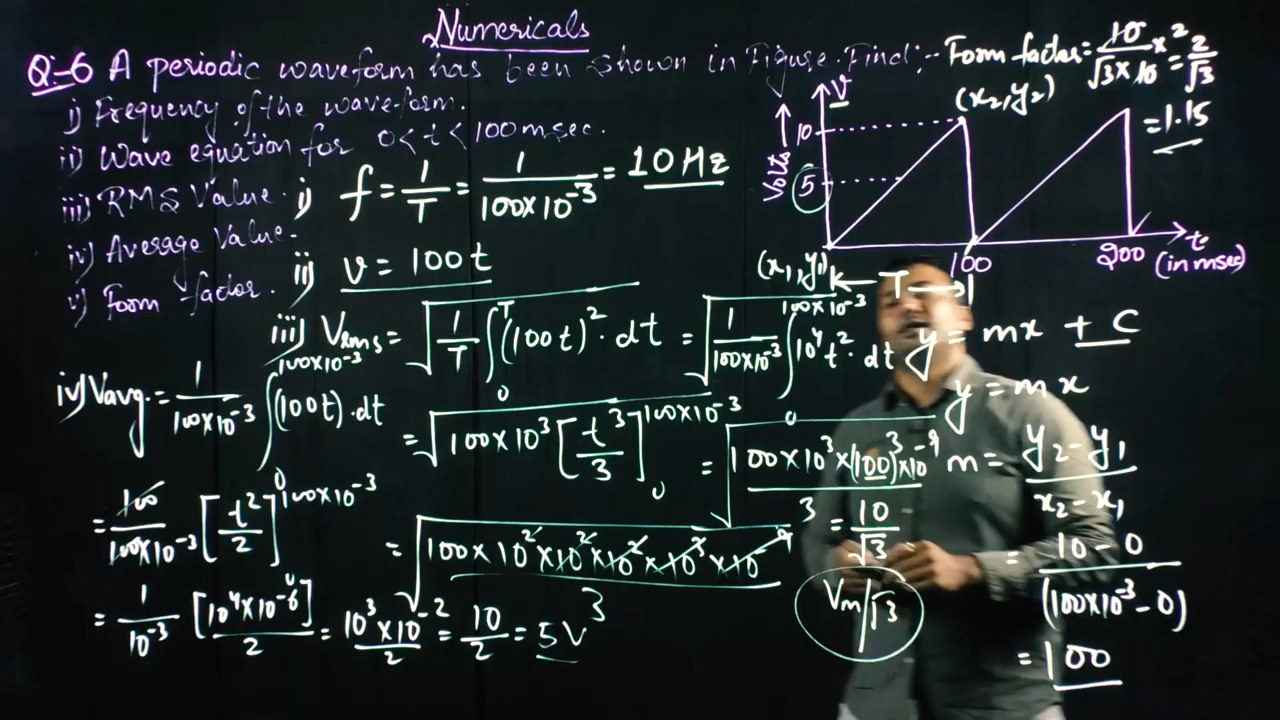 Numericals
Q-6 A periodic waveform has been shown in Figure. Find:-
i) Frequency of the waveform.
ii) Wave equation for 0 < t < 100 msec.
iii) RMS Value.
iv) Average Value.
v) Form factor.
Form factor = 10/(√3 × 10) × 2 = 2/√3
= 1.15
V
Volts
10
5
(x2, y2)
(x1, y1)
100
200
t (in msec)
T
i) f = 1/T = 1/(100×10⁻³) = 10 Hz
ii) v = 100t
iii) Vrms = √(1/T ∫₀ᵀ (100t)² · dt) = √(1/(100×10⁻³) ∫₀^(100×10⁻³) 10⁴t² · dt)
= √(100×10³ [t³/3]₀^(100×10⁻³)) = √(100×10³×(100)³×10⁻⁹ / 3)
= √(100×10²×10²×10²×10³×10⁻⁹ / 3) = 10/√3
Vm/√3
iv) Vavg. = 1/(100×10⁻³) ∫₀^(100×10⁻³) (100t) · dt
= 100/(100×10⁻³) [t²/2]₀^(100×10⁻³)
= 1/10⁻³ [10⁴×10⁻⁶]/2 = 10³×10⁻²/2 = 10/2 = 5V
y = mx + c
y = mx
m = (y2 - y1)/(x2 - x1)
= (10 - 0)/(100×10⁻³ - 0)
= 100